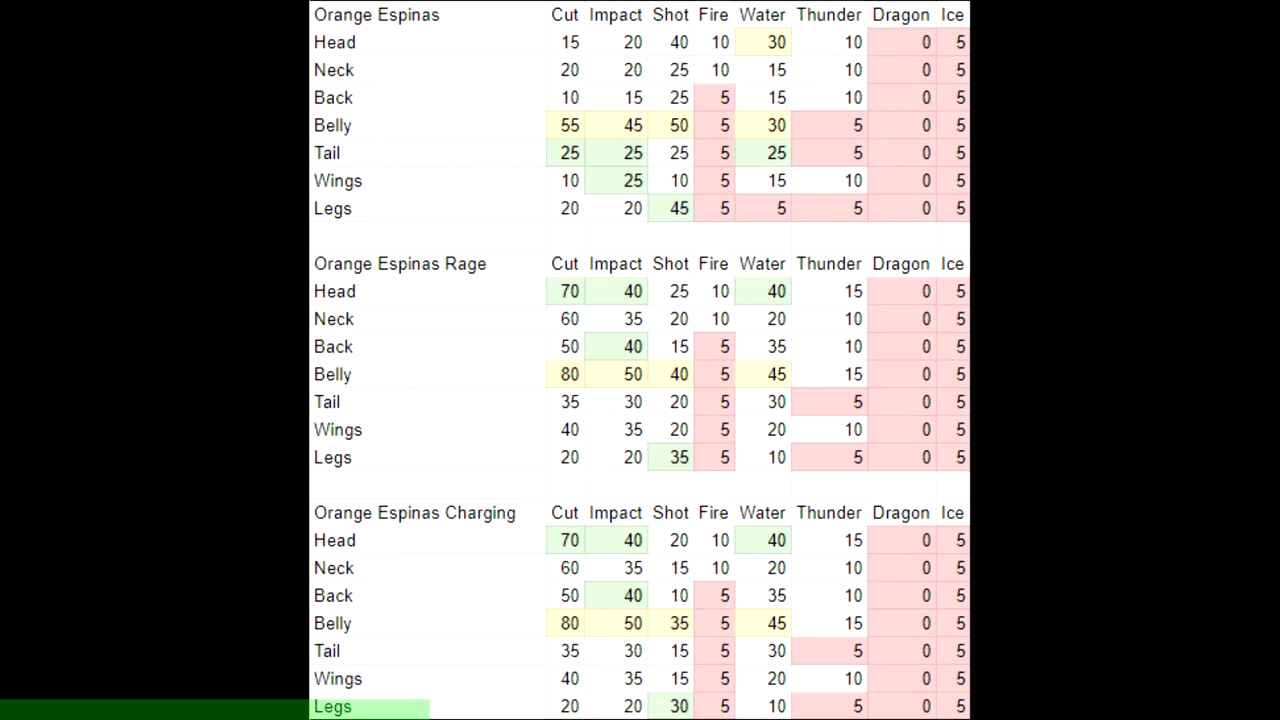 Orange Espinas Cut Impact Shot Fire Water Thunder Dragon Ice
Head 15 20 40 10 30 10 0 5
Neck 20 20 25 10 15 10 0 5
Back 10 15 25 5 15 10 0 5
Belly 55 45 50 5 30 5 0 5
Tail 25 25 25 5 25 5 0 5
Wings 10 25 10 5 15 10 0 5
Legs 20 20 45 5 5 5 0 5
Orange Espinas Rage Cut Impact Shot Fire Water Thunder Dragon Ice
Head 70 40 25 10 40 15 0 5
Neck 60 35 20 10 20 10 0 5
Back 50 40 15 5 35 10 0 5
Belly 80 50 40 5 45 15 0 5
Tail 35 30 20 5 30 5 0 5
Wings 40 35 20 5 20 10 0 5
Legs 20 20 35 5 10 5 0 5
Orange Espinas Charging Cut Impact Shot Fire Water Thunder Dragon Ice
Head 70 40 20 10 40 15 0 5
Neck 60 35 15 10 20 10 0 5
Back 50 40 10 5 35 10 0 5
Belly 80 50 35 5 45 15 0 5
Tail 35 30 15 5 30 5 0 5
Wings 40 35 15 5 20 10 0 5
Legs 20 20 30 5 10 5 0 5